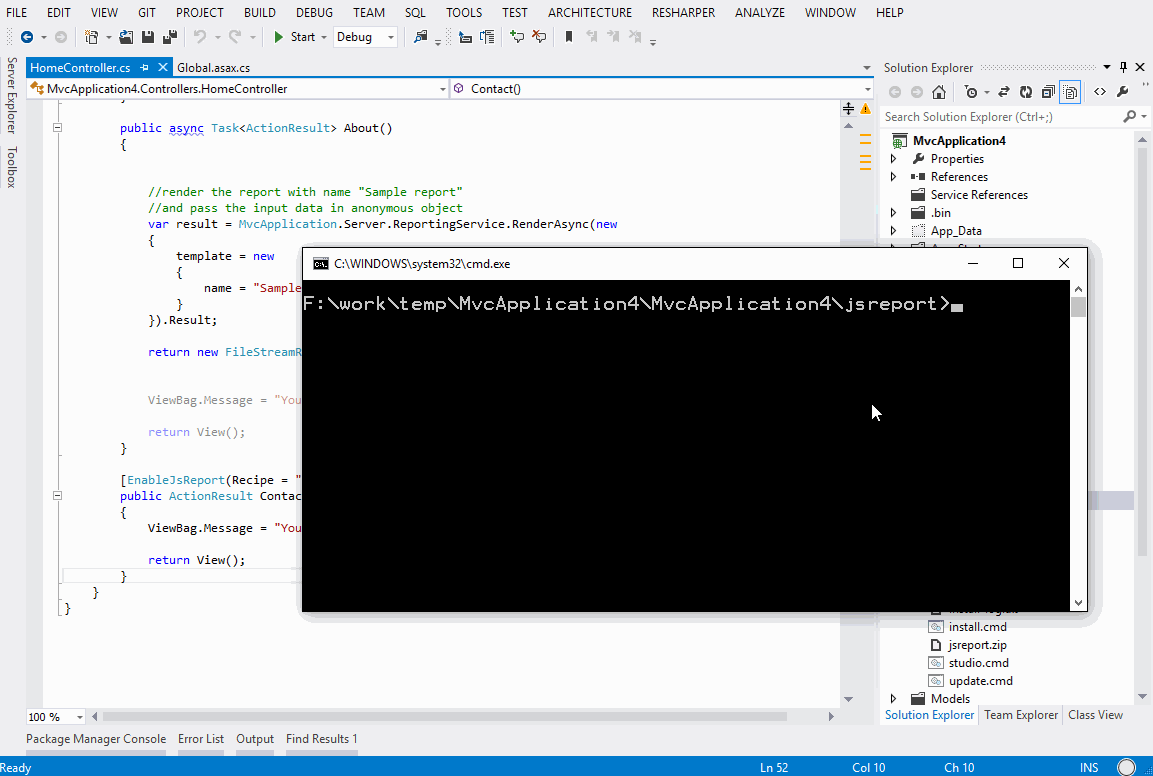 FILE EDIT VIEW GIT PROJECT BUILD DEBUG TEAM SQL TOOLS TEST ARCHITECTURE RESHARPER ANALYZE WINDOW HELP
Start Debug
Server Explorer
Toolbox
HomeController.cs Global.asax.cs
MvcApplication4.Controllers.HomeController Contact()
public async Task<ActionResult> About()
{
//render the report with name "Sample report"
//and pass the input data in anonymous object
var result = MvcApplication.Server.ReportingService.RenderAsync(new
{
template = new
{
name = "Sample
}
}).Result;
return new FileStreamR
ViewBag.Message = "You
return View();
}
[EnableJsReport(Recipe = "
public ActionResult Contac
{
ViewBag.Message = "You
return View();
}
}
}
C:\WINDOWS\system32\cmd.exe
F:\work\temp\MvcApplication4\MvcApplication4\jsreport>
Solution Explorer
Search Solution Explorer (Ctrl+;)
MvcApplication4
Properties
References
Service References
.bin
App_Data
install.cmd
jsreport.zip
studio.cmd
update.cmd
Models
Solution Explorer Team Explorer Class View
100 %
Package Manager Console Error List Output Find Results 1
Ready Ln 52 Col 10 Ch 10 INS